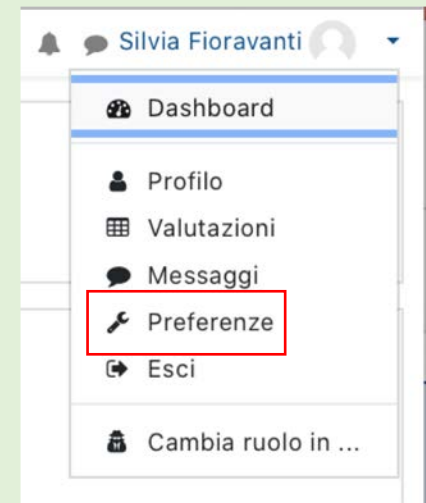 Silvia Fioravanti
Dashboard
Profilo
Valutazioni
Messaggi
Preferenze
Esci
Cambia ruolo in ...